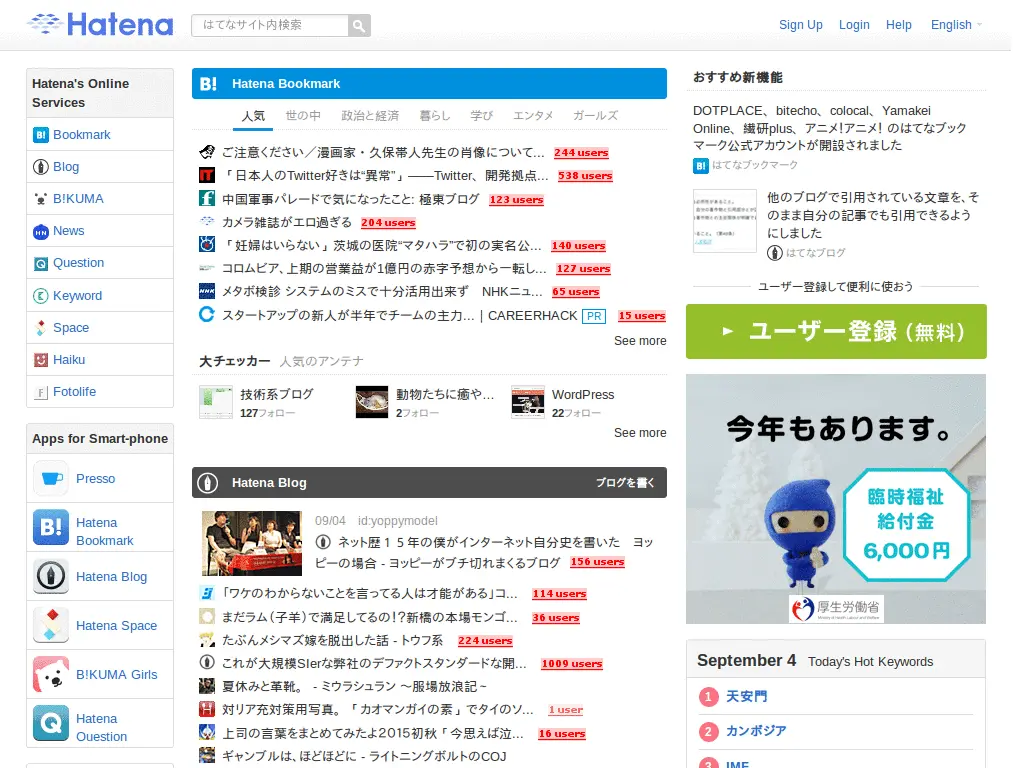 Hatena
はてなサイト内検索
Sign Up
Login
Help
English
Hatena's Online
Services
Bookmark
Blog
B!KUMA
News
Question
Keyword
Space
Haiku
Fotolife
Apps for Smart-phone
Presso
Hatena
Bookmark
Hatena Blog
Hatena Space
B!KUMA Girls
Hatena
Question
B! Hatena Bookmark
人気 世の中 政治と経済 暮らし 学び エンタメ ガールズ
ご注意ください／漫画家・久保帯人先生の肖像について... 244 users
「日本人のTwitter好きは“異常”」――Twitter、開発拠点... 538 users
中国軍事パレードで気になったこと: 極東ブログ 123 users
カメラ雑誌がエロ過ぎる 204 users
「妊婦はいらない」茨城の医院“マタハラ”で初の実名公... 140 users
コロムビア、上期の営業益が1億円の赤字予想から一転し... 127 users
メタボ検診 システムのミスで十分活用出来ず　NHKニュ... 65 users
スタートアップの新人が半年でチームの主力... | CAREERHACK PR 15 users
See more
大チェッカー 人気のアンテナ
技術系ブログ
127フォロー
動物たちに癒や...
2フォロー
WordPress
22フォロー
See more
Hatena Blog ブログを書く
09/04 id:yoppymodel
ネット歴１５年の僕がインターネット自分史を書いた　ヨッ
ピーの場合 - ヨッピーがブチ切れまくるブログ 156 users
「ワケのわからないことを言ってる人は才能がある」コ... 114 users
まだラム（子羊）で満足してるの!?新橋の本場モンゴ... 36 users
たぶんメシマズ嫁を脱出した話 - トウフ系 224 users
これが大規模SIerな弊社のデファクトスタンダードな開... 1009 users
夏休みと革靴。 - ミウラシュラン 〜服場放浪記~
対リア充対策用写真。「カオマンガイの素」でタイのソ... 1 user
上司の言葉をまとめてみたよ2015初秋「今思えば泣... 16 users
ギャンブルは、ほどほどに - ライトニングボルトのCOJ
おすすめ新機能
DOTPLACE、bitecho、colocal、Yamakei
Online、繊研plus、アニメ!アニメ! のはてなブック
マーク公式アカウントが開設されました
B! はてなブックマーク
他のブログで引用されている文章を、そ
のまま自分の記事でも引用できるよう
にしました
はてなブログ
ユーザー登録して便利に使おう
ユーザー登録（無料）
今年もあります。
臨時福祉
給付金
6,000円
厚生労働省
September 4 Today's Hot Keywords
1 天安門
2 カンボジア
3 IME